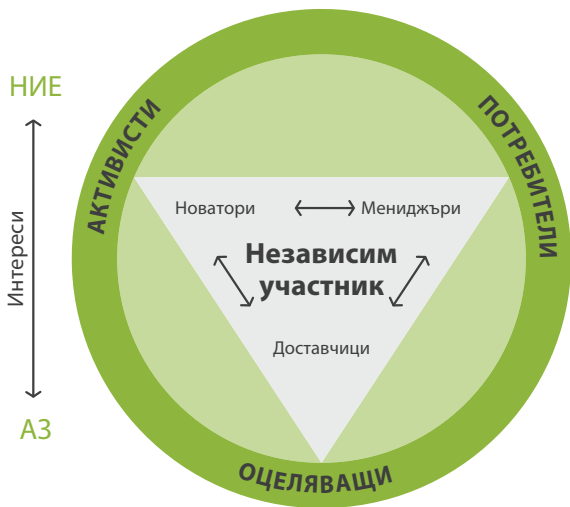 НИЕ
АКТИВИСТИ
ПОТРЕБИТЕЛИ
Новатори
Мениджъри
Независим
участник
Интереси
Доставчици
АЗ
ОЦЕЛЯВАЩИ